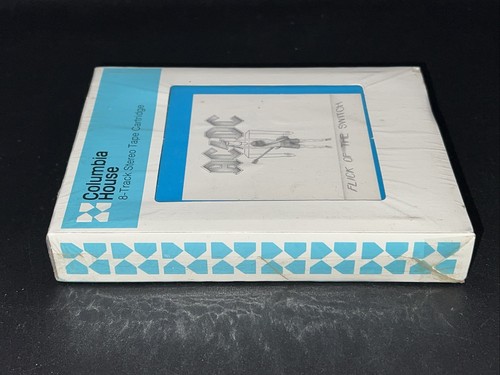 Columbia
House
8-Track Stereo Tape Cartridge
AC/DC
FLICK OF THE SWITCH